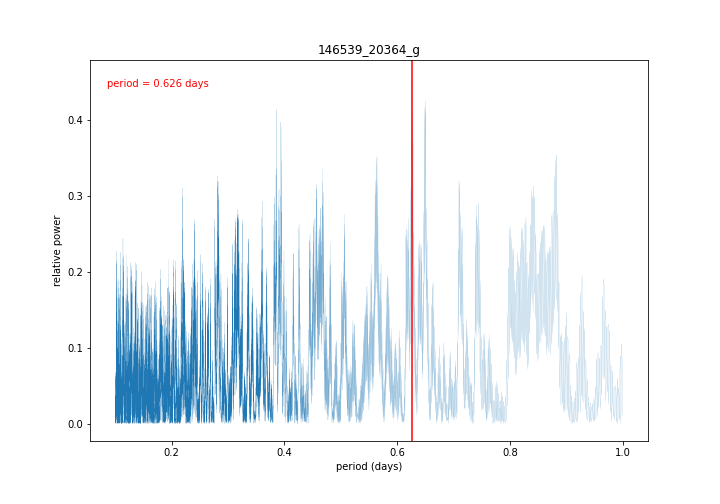 146539_20364_g
period = 0.626 days
relative power
0.4
0.3
0.2
0.1
0.0
0.2 0.4 0.6 0.8 1.0
period (days)